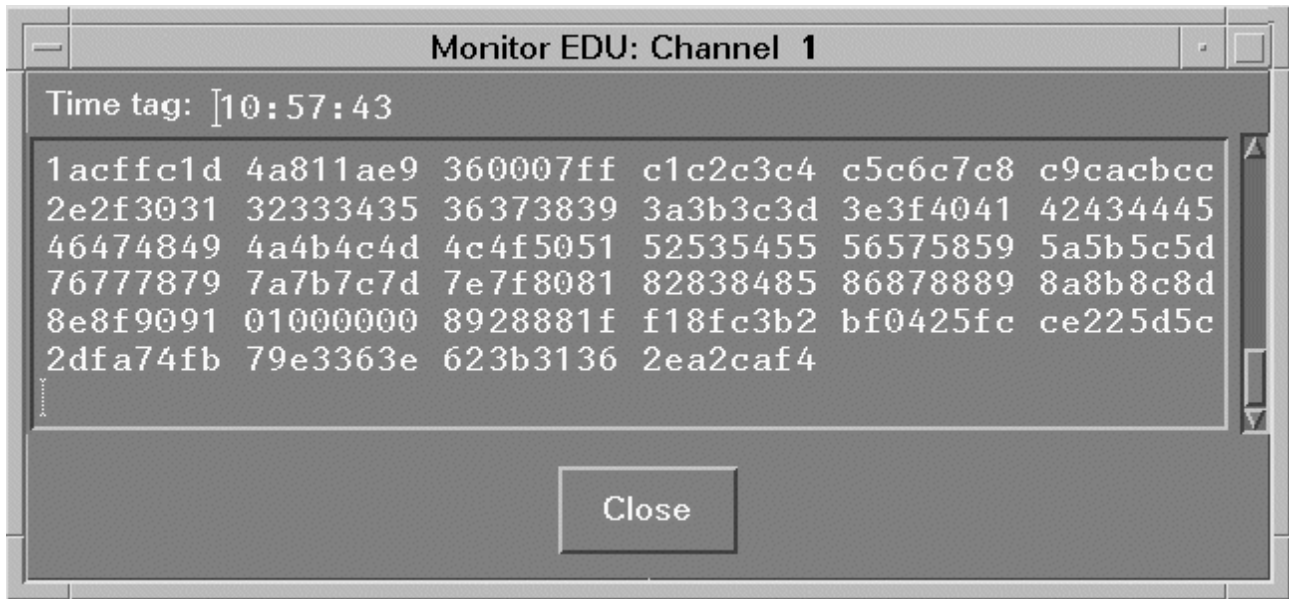 Monitor EDU: Channel 1
Time tag: 10:57:43
1acffc1d 4a811ae9 360007ff c1c2c3c4 c5c6c7c8 c9cacbcc
2e2f3031 32333435 36373839 3a3b3c3d 3e3f4041 42434445
46474849 4a4b4c4d 4c4f5051 52535455 56575859 5a5b5c5d
76777879 7a7b7c7d 7e7f8081 82838485 86878889 8a8b8c8d
8e8f9091 01000000 8928881f f18fc3b2 bf0425fc ce225d5c
2dfa74fb 79e3363e 623b3136 2ea2caf4
Close